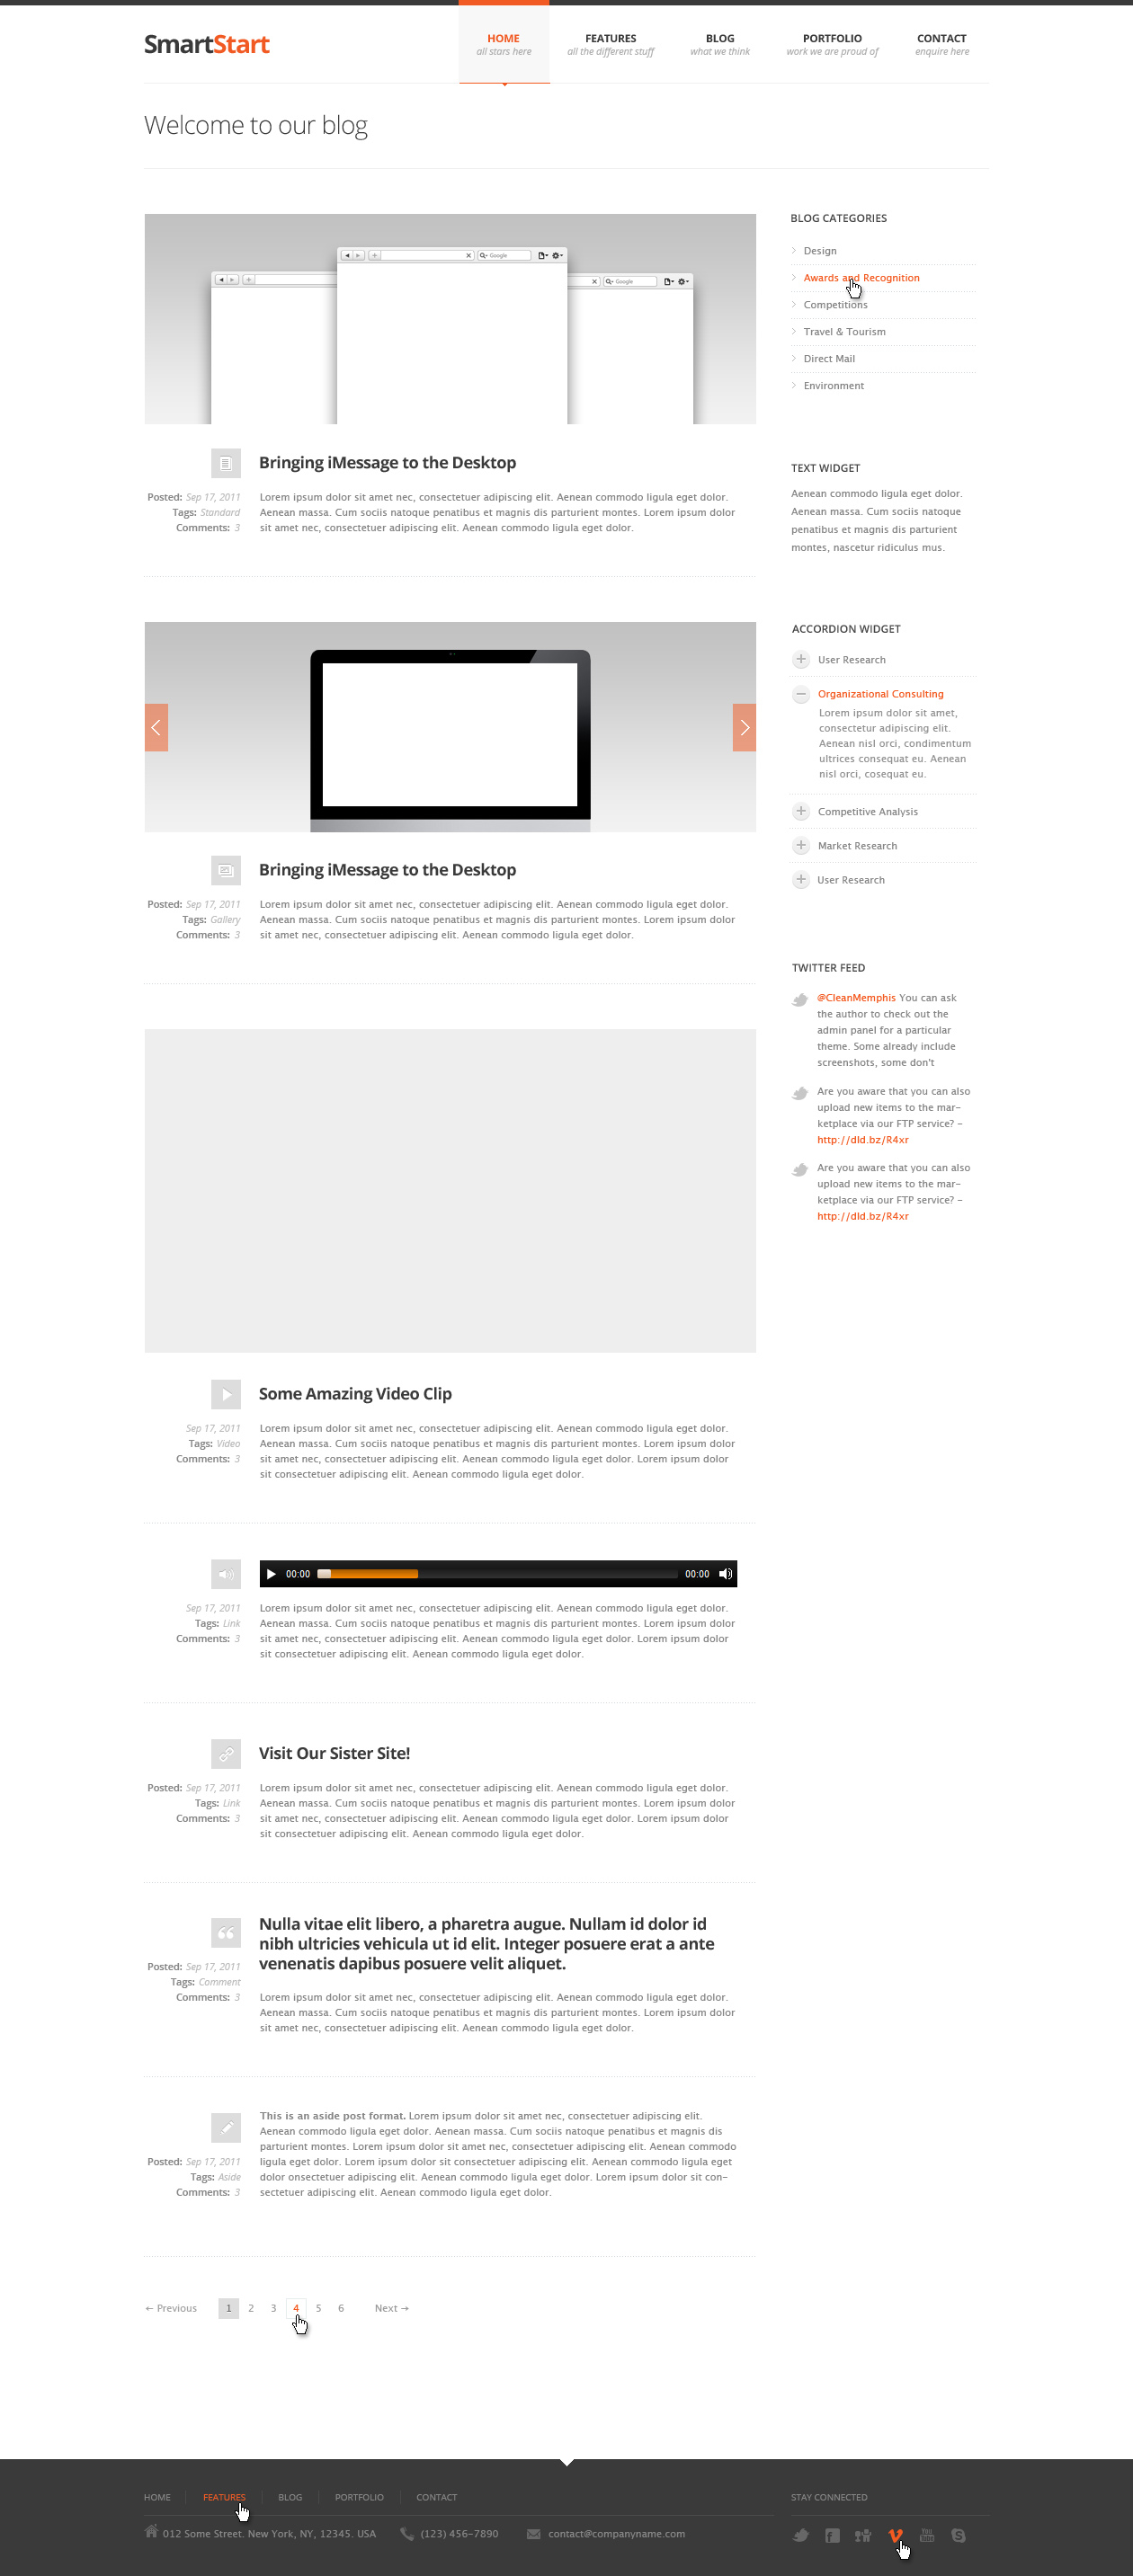 SmartStart
HOME
all stars here
FEATURES
all the different stuff
BLOG
what we think
PORTFOLIO
work we are proud of
CONTACT
enquire here
Welcome to our blog
Google
Google
Bringing iMessage to the Desktop
Posted: Sep 17, 2011
Tags: Standard
Comments: 3
Lorem ipsum dolor sit amet nec, consectetuer adipiscing elit. Aenean commodo ligula eget dolor.
Aenean massa. Cum sociis natoque penatibus et magnis dis parturient montes. Lorem ipsum dolor
sit amet nec, consectetuer adipiscing elit. Aenean commodo ligula eget dolor.
Bringing iMessage to the Desktop
Posted: Sep 17, 2011
Tags: Gallery
Comments: 3
Lorem ipsum dolor sit amet nec, consectetuer adipiscing elit. Aenean commodo ligula eget dolor.
Aenean massa. Cum sociis natoque penatibus et magnis dis parturient montes. Lorem ipsum dolor
sit amet nec, consectetuer adipiscing elit. Aenean commodo ligula eget dolor.
Some Amazing Video Clip
Sep 17, 2011
Tags: Video
Comments: 3
Lorem ipsum dolor sit amet nec, consectetuer adipiscing elit. Aenean commodo ligula eget dolor.
Aenean massa. Cum sociis natoque penatibus et magnis dis parturient montes. Lorem ipsum dolor
sit amet nec, consectetuer adipiscing elit. Aenean commodo ligula eget dolor. Lorem ipsum dolor
sit consectetuer adipiscing elit. Aenean commodo ligula eget dolor.
00:00
00:00
Sep 17, 2011
Tags: Link
Comments: 3
Lorem ipsum dolor sit amet nec, consectetuer adipiscing elit. Aenean commodo ligula eget dolor.
Aenean massa. Cum sociis natoque penatibus et magnis dis parturient montes. Lorem ipsum dolor
sit amet nec, consectetuer adipiscing elit. Aenean commodo ligula eget dolor. Lorem ipsum dolor
sit consectetuer adipiscing elit. Aenean commodo ligula eget dolor.
Visit Our Sister Site!
Posted: Sep 17, 2011
Tags: Link
Comments: 3
Lorem ipsum dolor sit amet nec, consectetuer adipiscing elit. Aenean commodo ligula eget dolor.
Aenean massa. Cum sociis natoque penatibus et magnis dis parturient montes. Lorem ipsum dolor
sit amet nec, consectetuer adipiscing elit. Aenean commodo ligula eget dolor. Lorem ipsum dolor
sit consectetuer adipiscing elit. Aenean commodo ligula eget dolor.
Nulla vitae elit libero, a pharetra augue. Nullam id dolor id
nibh ultricies vehicula ut id elit. Integer posuere erat a ante
venenatis dapibus posuere velit aliquet.
Posted: Sep 17, 2011
Tags: Comment
Comments: 3
Lorem ipsum dolor sit amet nec, consectetuer adipiscing elit. Aenean commodo ligula eget dolor.
Aenean massa. Cum sociis natoque penatibus et magnis dis parturient montes. Lorem ipsum dolor
sit amet nec, consectetuer adipiscing elit. Aenean commodo ligula eget dolor.
Posted: Sep 17, 2011
Tags: Aside
Comments: 3
This is an aside post format. Lorem ipsum dolor sit amet nec, consectetuer adipiscing elit.
Aenean commodo ligula eget dolor. Aenean massa. Cum sociis natoque penatibus et magnis dis
parturient montes. Lorem ipsum dolor sit amet nec, consectetuer adipiscing elit. Aenean commodo
ligula eget dolor. Lorem ipsum dolor sit consectetuer adipiscing elit. Aenean commodo ligula eget
dolor onsectetuer adipiscing elit. Aenean commodo ligula eget dolor. Lorem ipsum dolor sit con-
sectetuer adipiscing elit. Aenean commodo ligula eget dolor.
← Previous 1 2 3 4 5 6 Next →
BLOG CATEGORIES
Design
Awards and Recognition
Competitions
Travel & Tourism
Direct Mail
Environment
TEXT WIDGET
Aenean commodo ligula eget dolor.
Aenean massa. Cum sociis natoque
penatibus et magnis dis parturient
montes, nascetur ridiculus mus.
ACCORDION WIDGET
User Research
Organizational Consulting
Lorem ipsum dolor sit amet,
consectetur adipiscing elit.
Aenean nisl orci, condimentum
ultrices consequat eu. Aenean
nisl orci, cosequat eu.
Competitive Analysis
Market Research
User Research
TWITTER FEED
@CleanMemphis You can ask
the author to check out the
admin panel for a particular
theme. Some already include
screenshots, some don't
Are you aware that you can also
upload new items to the mar-
ketplace via our FTP service? -
http://dld.bz/R4xr
Are you aware that you can also
upload new items to the mar-
ketplace via our FTP service? -
http://dld.bz/R4xr
HOME FEATURES BLOG PORTFOLIO CONTACT
012 Some Street. New York, NY, 12345. USA (123) 456-7890 contact@companyname.com
STAY CONNECTED
You